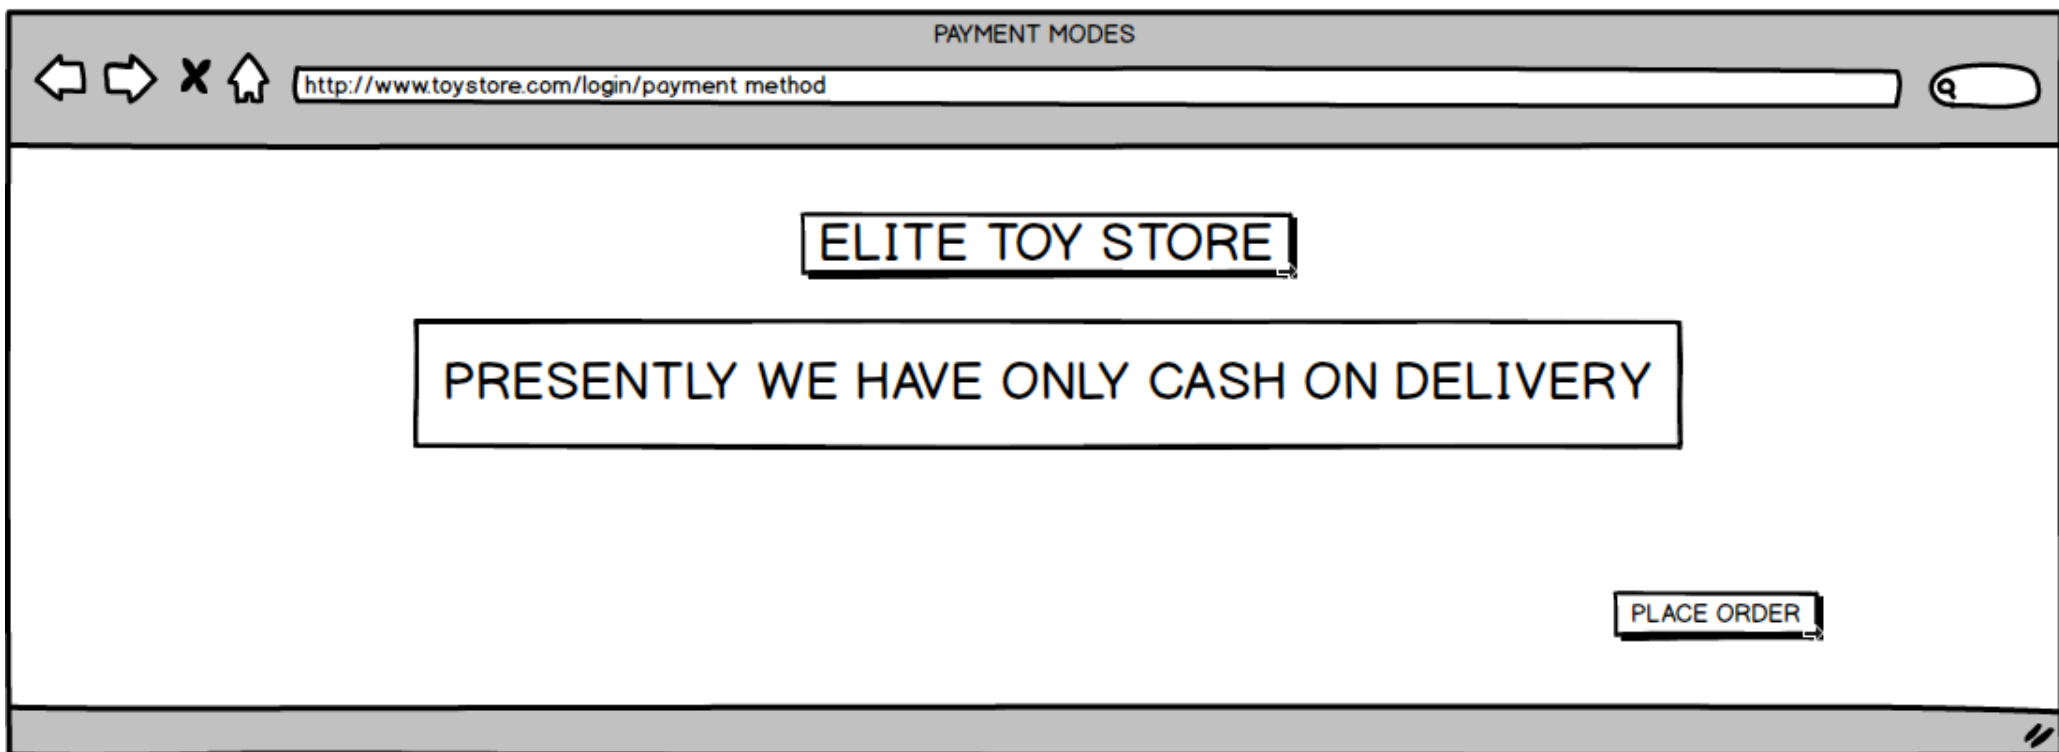 PAYMENT MODES
http://www.toystore.com/login/payment method
ELITE TOY STORE
PRESENTLY WE HAVE ONLY CASH ON DELIVERY
PLACE ORDER